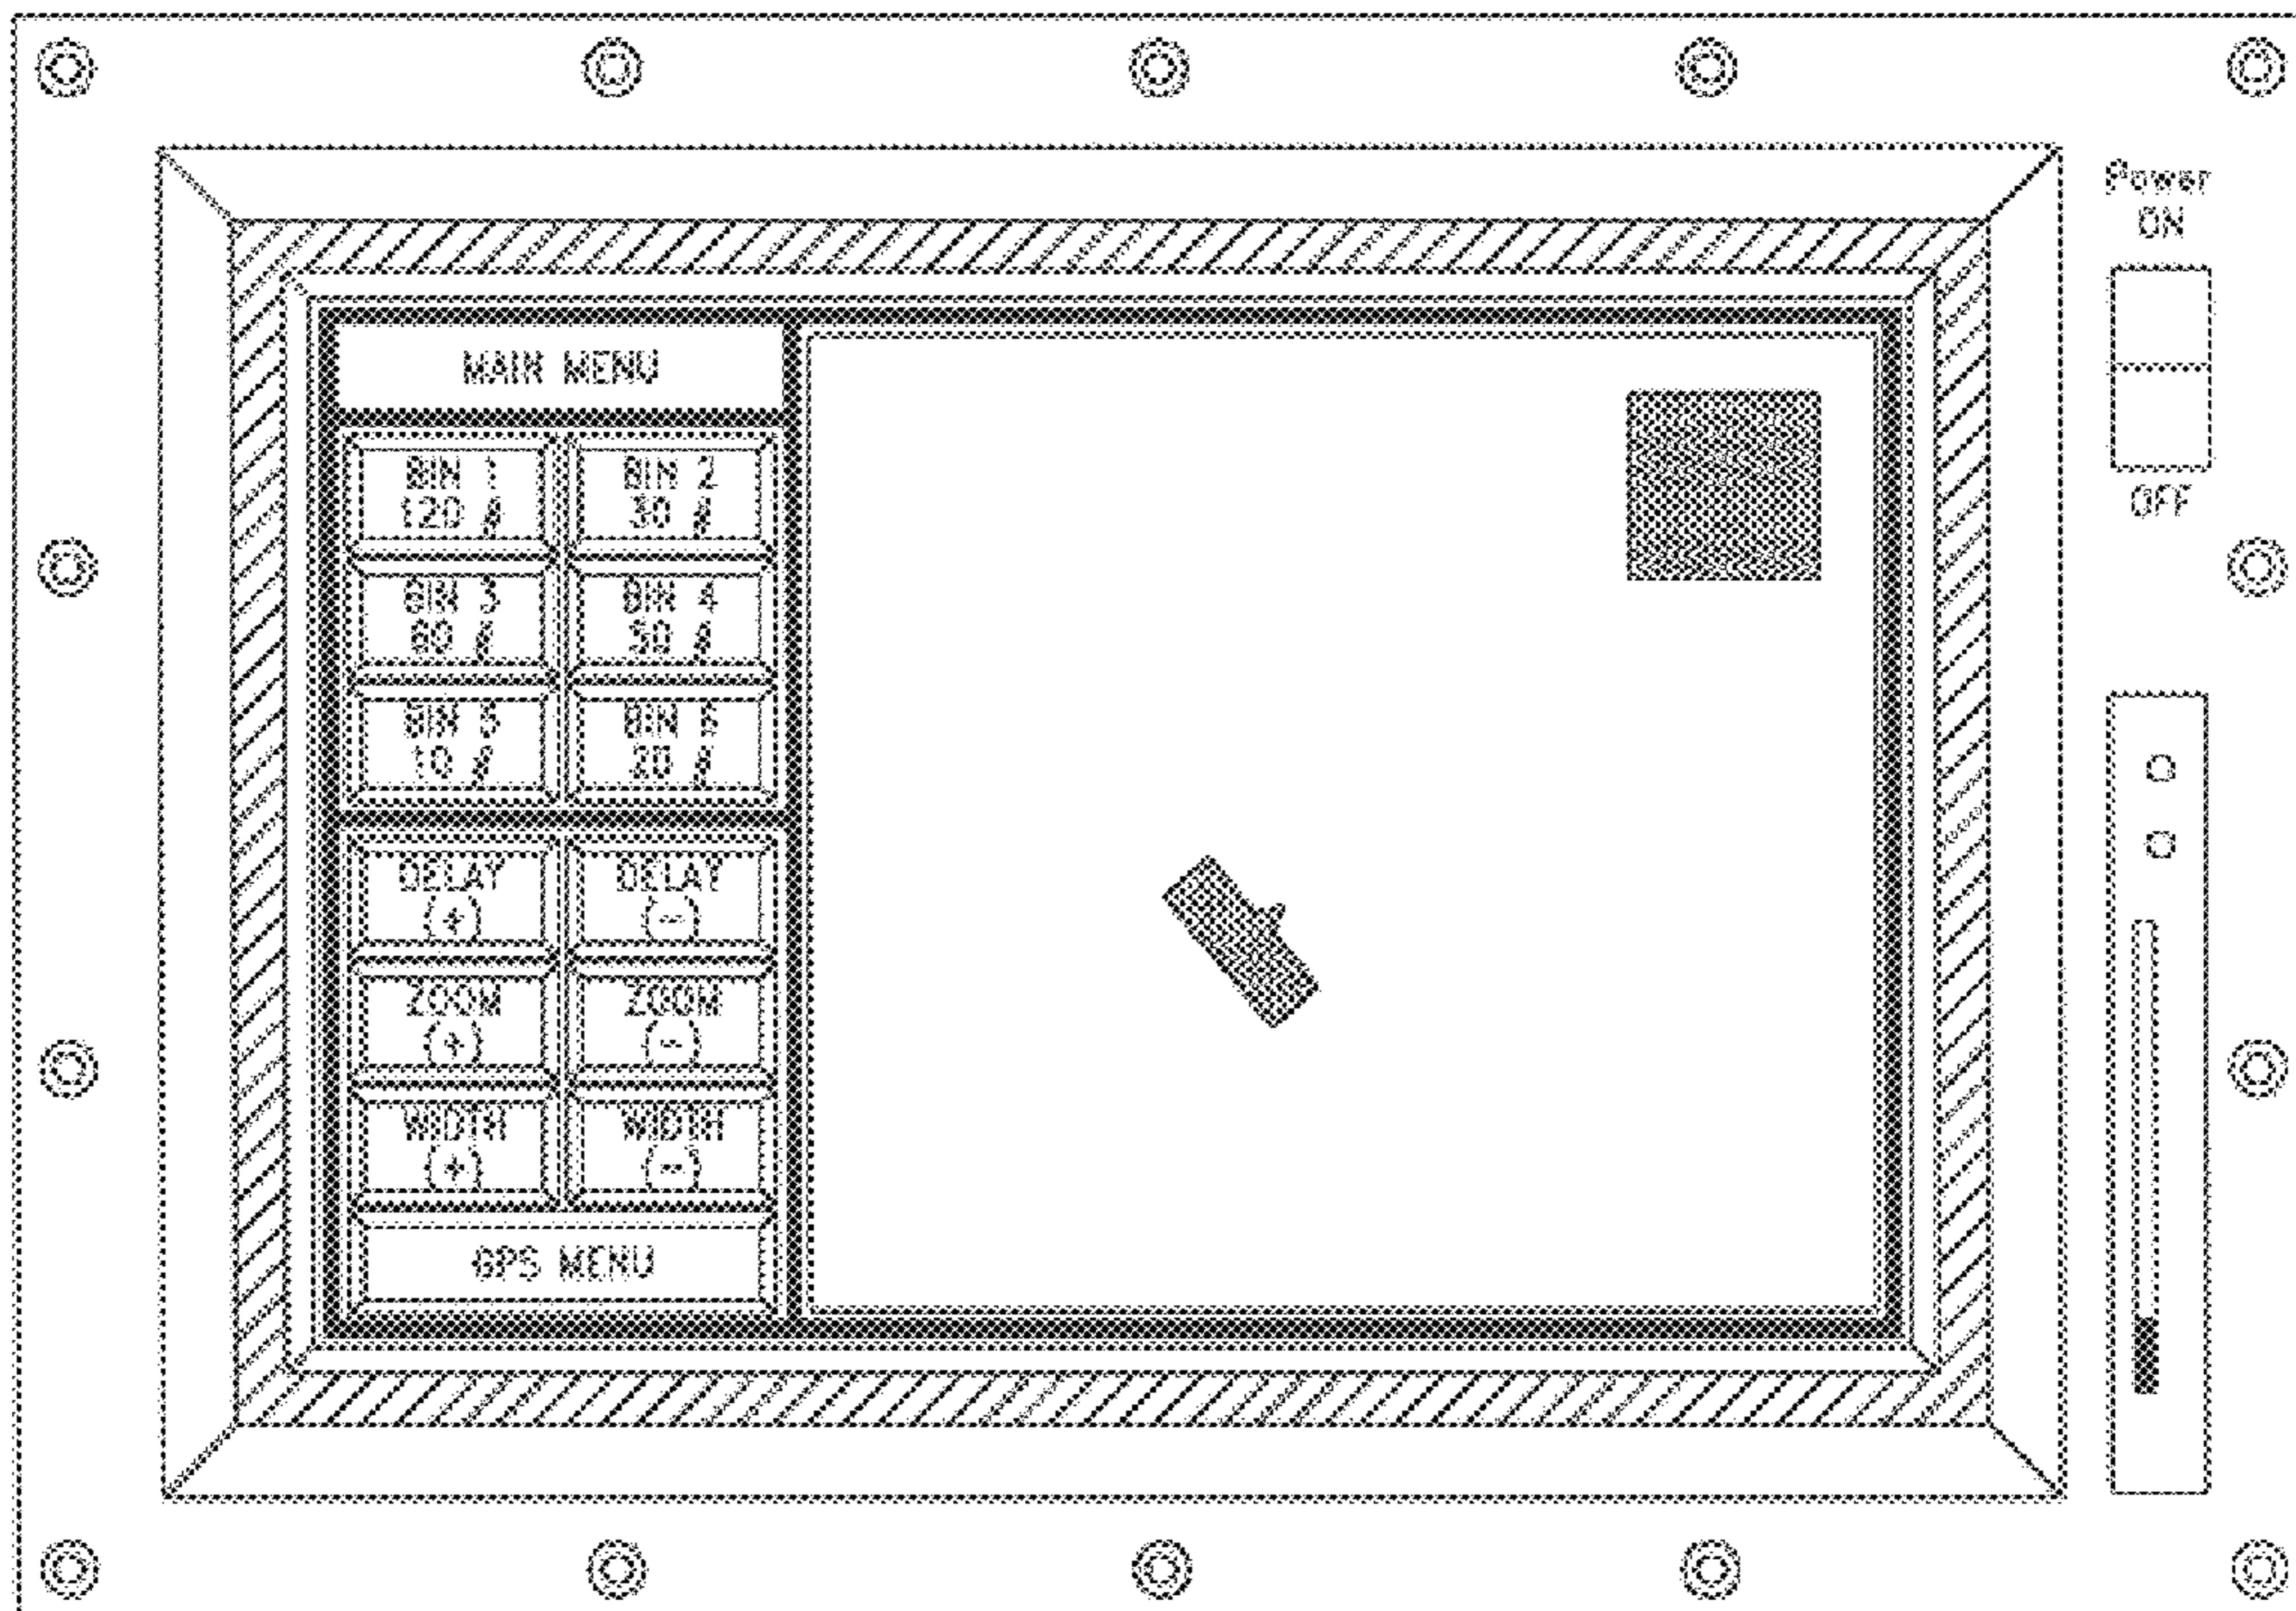 Power
ON
OFF
MAIN MENU
BIN 1
120 #
BIN 2
30 #
BIN 3
80 #
BIN 4
50 #
BIN 5
10 #
BIN 6
20 #
DELAY
(+)
DELAY
(-)
ZOOM
(+)
ZOOM
(-)
WIDTH
(+)
WIDTH
(-)
GPS MENU